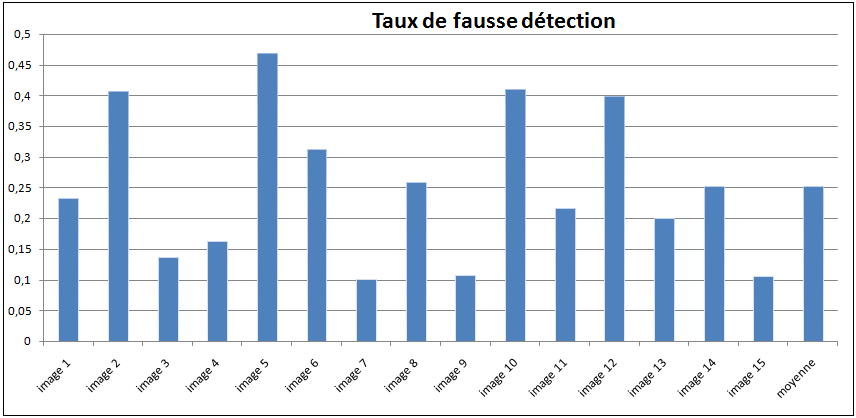 Taux de fausse détection
0,5
0,45
0,4
0,35
0,3
0,25
0,2
0,15
0,1
0,05
0
image 1
image 2
image 3
image 4
image 5
image 6
image 7
image 8
image 9
image 10
image 11
image 12
image 13
image 14
image 15
moyenne